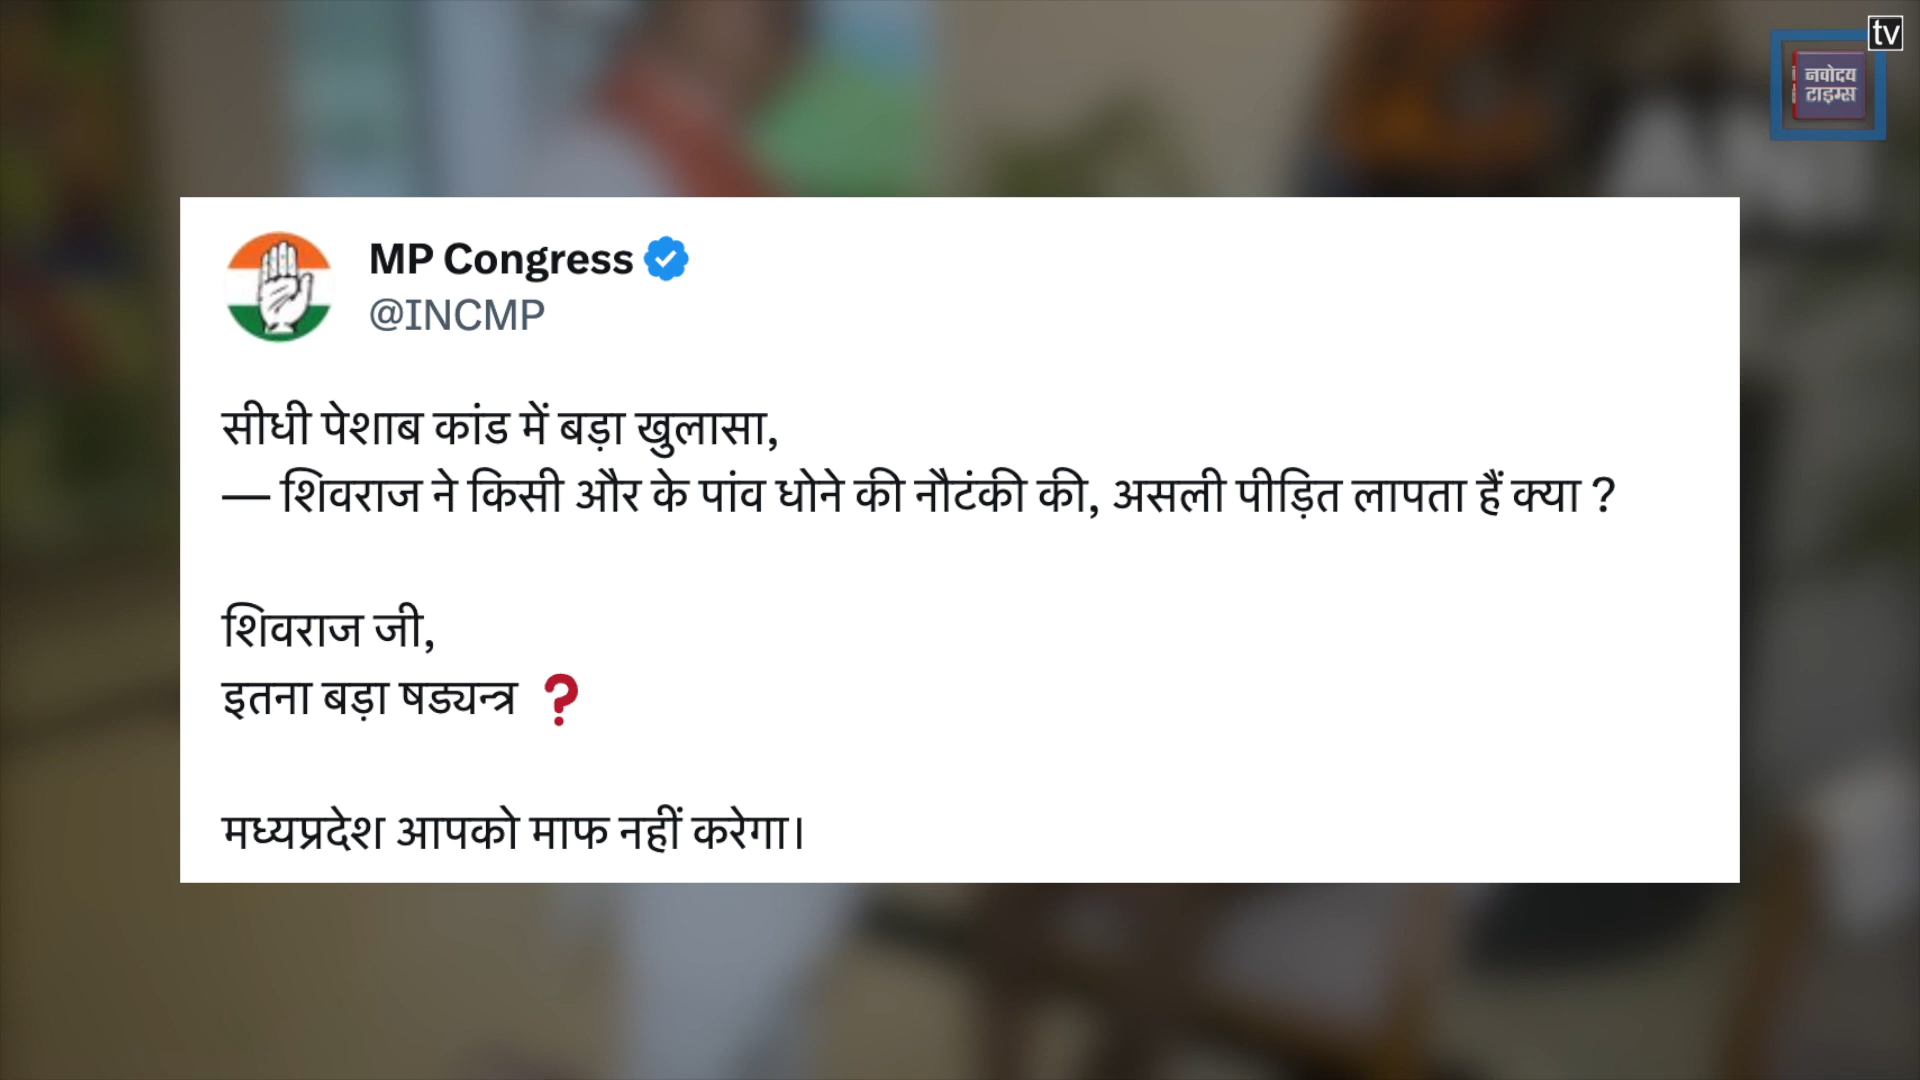 tv
नवोदय
टाइम्स
MP Congress
@INCMP
सीधी पेशाब कांड में बड़ा खुलासा,
— शिवराज ने किसी और के पांव धोने की नौटंकी की, असली पीड़ित लापता हैं क्या ?
शिवराज जी,
इतना बड़ा षड्यन्त्र ❓
मध्यप्रदेश आपको माफ नहीं करेगा।